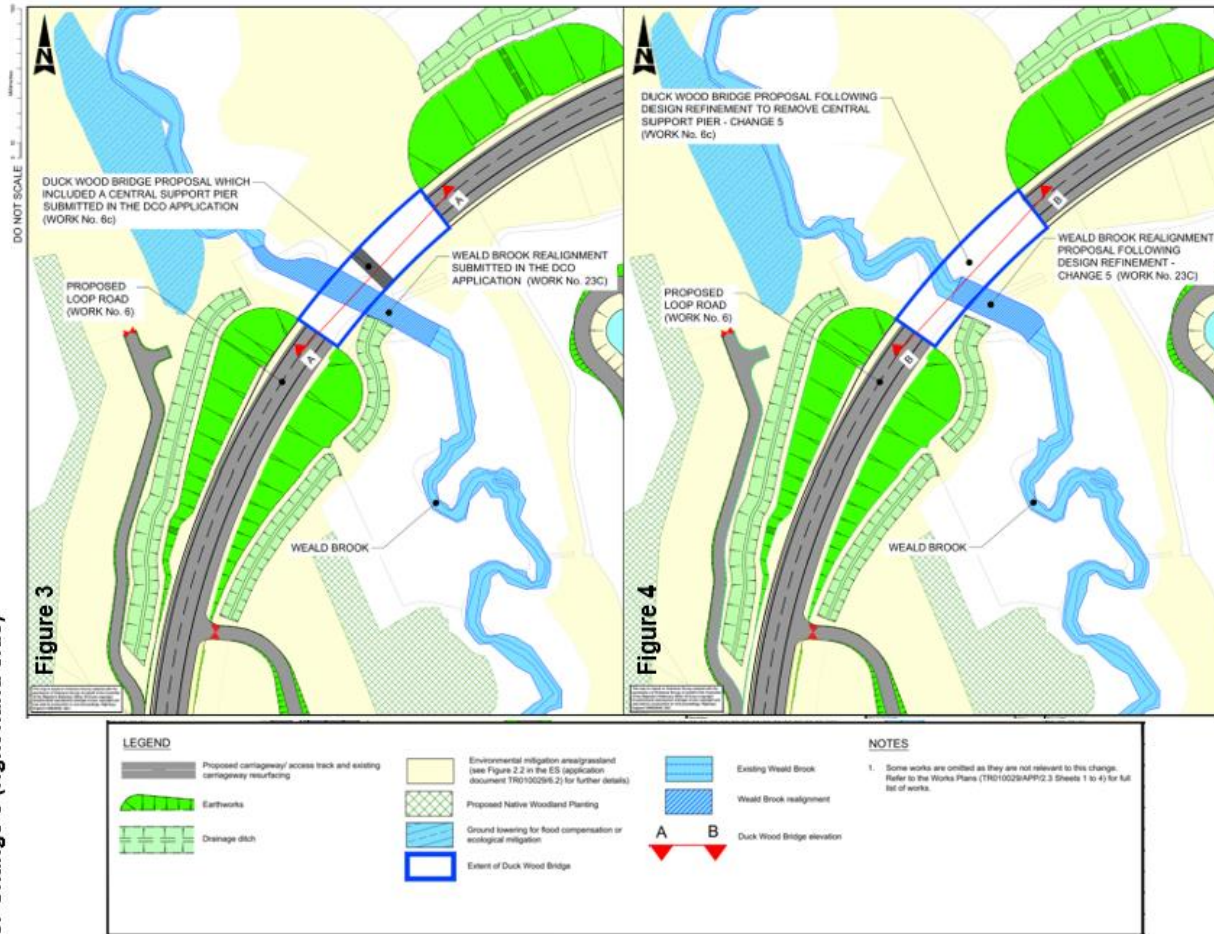 DO NOT SCALE
Millimetres
N
DUCK WOOD BRIDGE PROPOSAL WHICH
INCLUDED A CENTRAL SUPPORT PIER
SUBMITTED IN THE DCO APPLICATION
(WORK No. 6c)
A
WEALD BROOK REALIGNMENT
SUBMITTED IN THE DCO
APPLICATION (WORK No. 23C)
PROPOSED
LOOP ROAD
(WORK No. 6)
A
WEALD BROOK
Figure 3
N
DUCK WOOD BRIDGE PROPOSAL FOLLOWING
DESIGN REFINEMENT TO REMOVE CENTRAL
SUPPORT PIER - CHANGE 5
(WORK No. 6c)
B
WEALD BROOK REALIGNMENT
PROPOSAL FOLLOWING
DESIGN REFINEMENT -
CHANGE 5 (WORK No. 23C)
PROPOSED
LOOP ROAD
(WORK No. 6)
B
WEALD BROOK
Figure 4
LEGEND
Proposed carriageway/ access track and existing
carriageway resurfacing
Earthworks
Drainage ditch
Environmental mitigation area/grassland
(see Figure 2.2 in the ES (application
document TR010029/6.2) for further details)
Proposed Native Woodland Planting
Ground lowering for flood compensation or
ecological mitigation
Extent of Duck Wood Bridge
Existing Weald Brook
Weald Brook realignment
A B
Duck Wood Bridge elevation
NOTES
1. Some works are omitted as they are not relevant to this change.
Refer to the Works Plans (TR010029/APP/2.3 Sheets 1 to 4) for full
list of works.